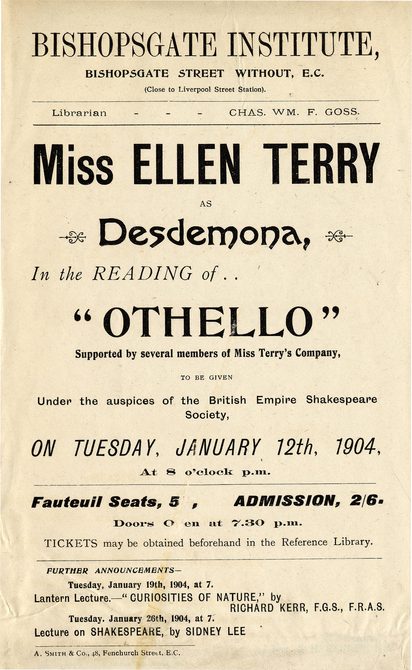 BISHOPSGATE INSTITUTE,
BISHOPSGATE STREET WITHOUT, E.C.
(Close to Liverpool Street Station).
Librarian - - - CHAS. WM. F. GOSS.
Miss ELLEN TERRY
AS
Desdemona,
In the READING of . .
“OTHELLO”
Supported by several members of Miss Terry's Company,
TO BE GIVEN
Under the auspices of the British Empire Shakespeare
Society,
ON TUESDAY, JANUARY 12th, 1904,
At 8 o'clock p.m.
Fauteuil Seats, 5 , ADMISSION, 2/6.
Doors O en at 7.30 p.m.
TICKETS may be obtained beforehand in the Reference Library.
FURTHER ANNOUNCEMENTS—
Tuesday, January 19th, 1904, at 7.
Lantern Lecture.—“CURIOSITIES OF NATURE,” by
RICHARD KERR, F.G.S., F.R.A.S.
Tuesday. January 26th, 1904, at 7.
Lecture on SHAKESPEARE, by SIDNEY LEE
A. SMITH & CO., 48, Fenchurch Street, E.C.